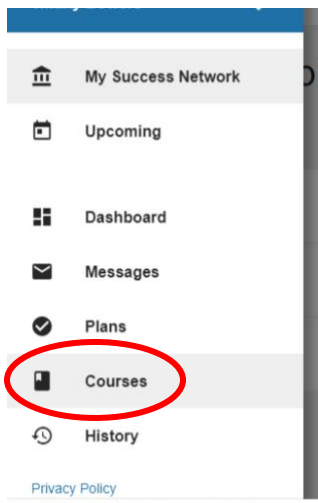 My Success Network
Upcoming
Dashboard
Messages
Plans
Courses
History
Privacy Policy